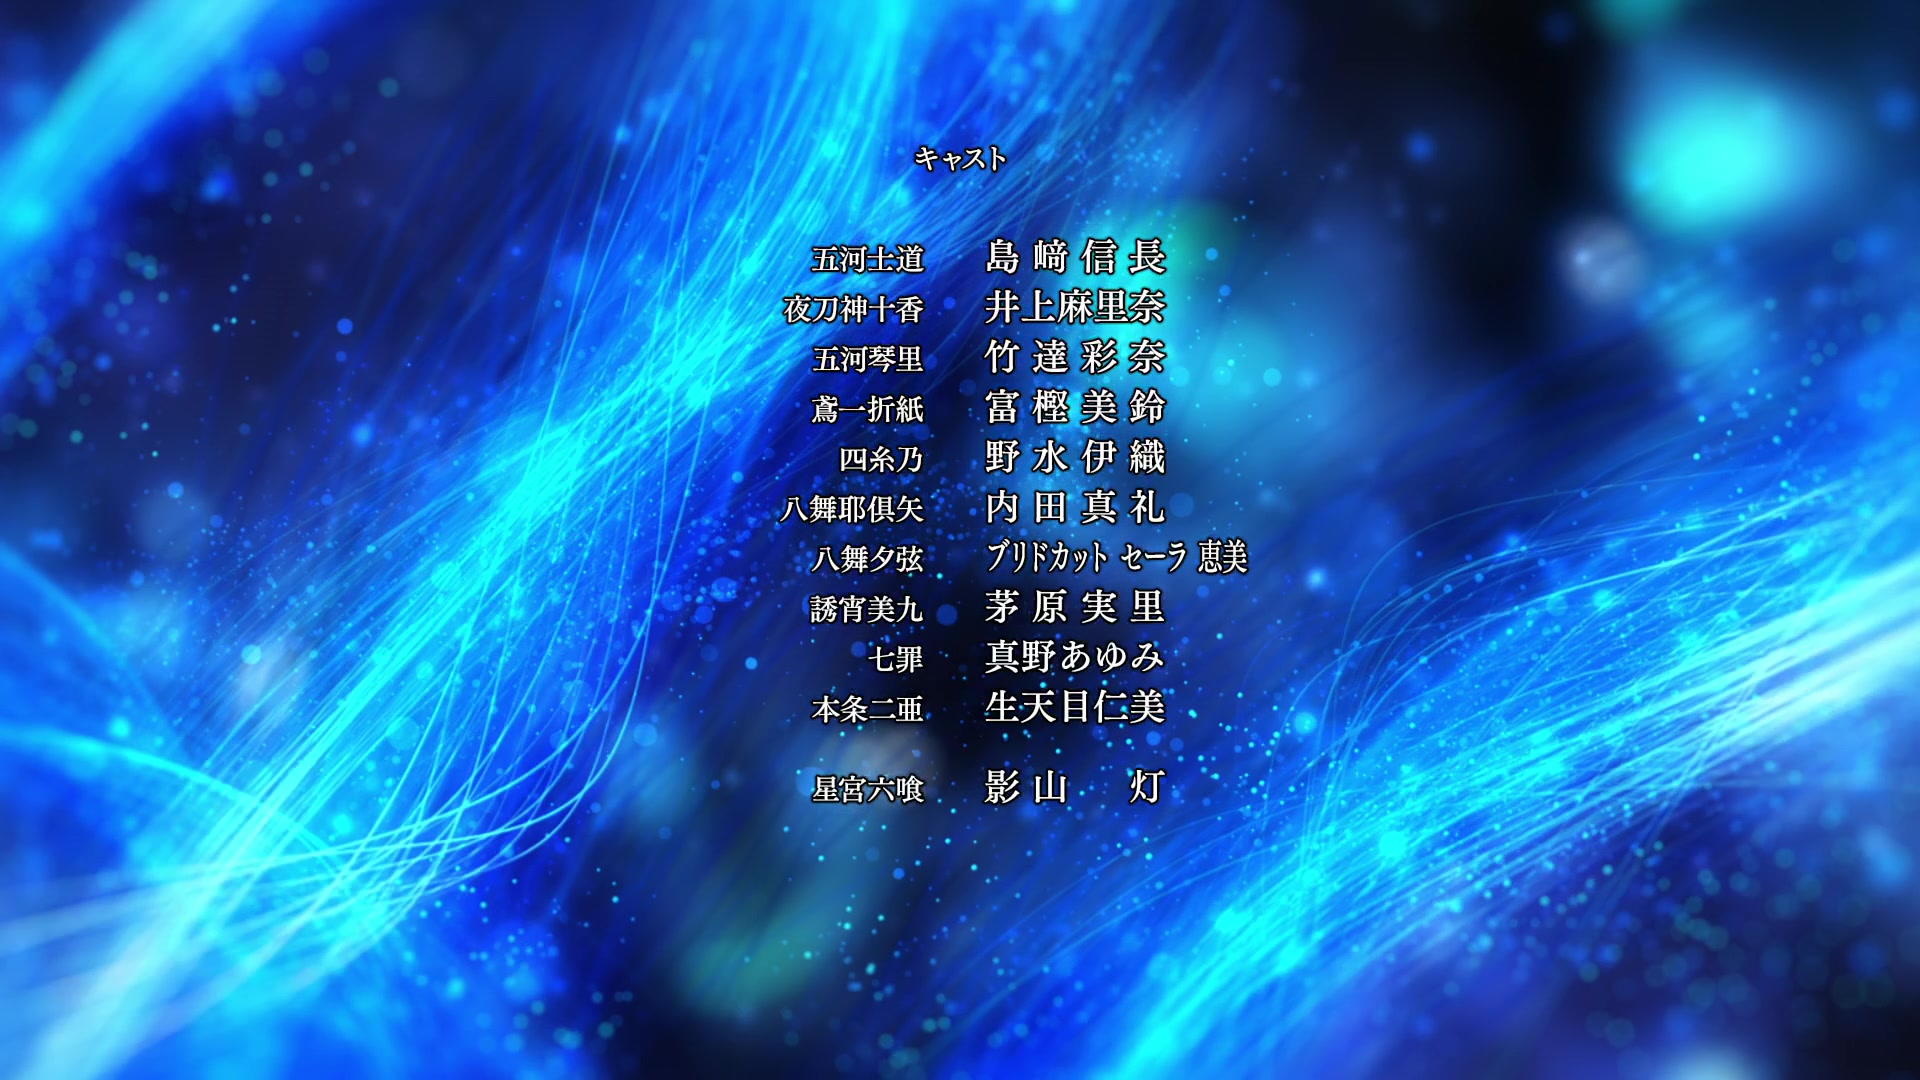 キャスト
五河士道 島﨑信長
夜刀神十香 井上麻里奈
五河琴里 竹達彩奈
鳶一折紙 富樫美鈴
四糸乃 野水伊織
八舞耶倶矢 内田真礼
八舞夕弦 ブリドカット セーラ 恵美
誘宵美九 茅原実里
七罪 真野あゆみ
本条二亜 生天目仁美
星宮六喰 影山 灯